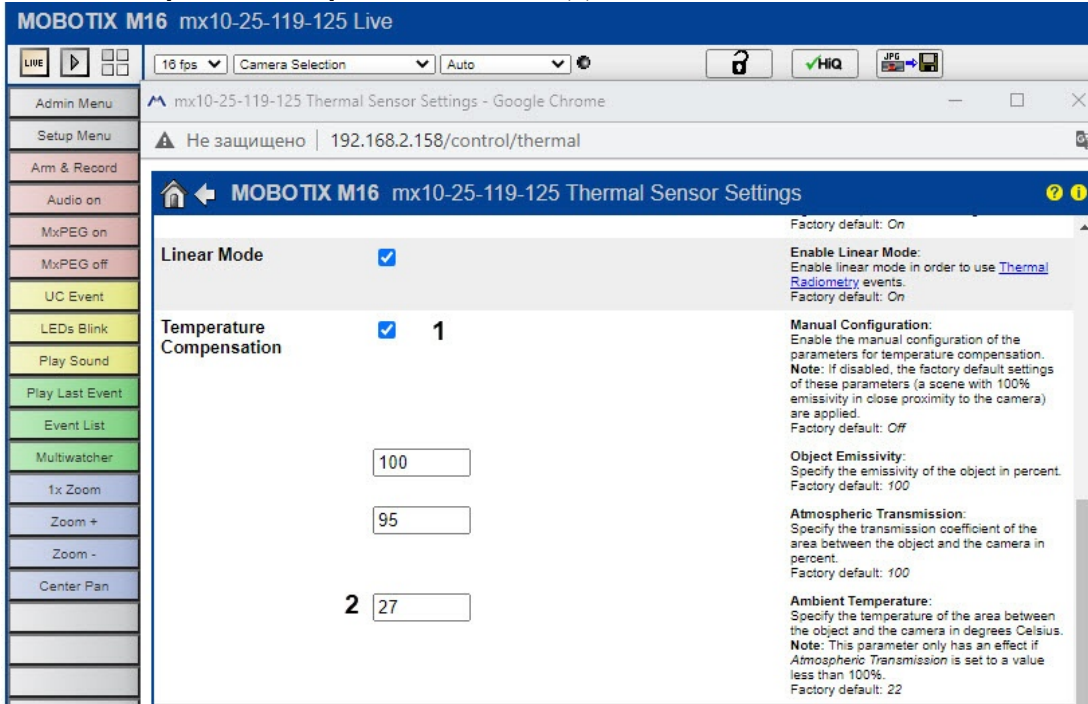 MOBOTIX M16 mx10-25-119-125 Live
LIVE
16 fps
Camera Selection
Auto
HiQ
JPG
Admin Menu
Setup Menu
Arm & Record
Audio on
MxPEG on
MxPEG off
UC Event
LEDs Blink
Play Sound
Play Last Event
Event List
Multiwatcher
1x Zoom
Zoom +
Zoom -
Center Pan
mx10-25-119-125 Thermal Sensor Settings - Google Chrome
Не защищено | 192.168.2.158/control/thermal
MOBOTIX M16 mx10-25-119-125 Thermal Sensor Settings
? i
Factory default: On
Linear Mode
Enable Linear Mode:
Enable linear mode in order to use Thermal
Radiometry events.
Factory default: On
Temperature
Compensation
1
Manual Configuration:
Enable the manual configuration of the
parameters for temperature compensation.
Note: If disabled, the factory default settings
of these parameters (a scene with 100%
emissivity in close proximity to the camera)
are applied.
Factory default: Off
100
Object Emissivity:
Specify the emissivity of the object in percent.
Factory default: 100
95
Atmospheric Transmission:
Specify the transmission coefficient of the
area between the object and the camera in
percent.
Factory default: 100
2 27
Ambient Temperature:
Specify the temperature of the area between
the object and the camera in degrees Celsius.
Note: This parameter only has an effect if
Atmospheric Transmission is set to a value
less than 100%.
Factory default: 22